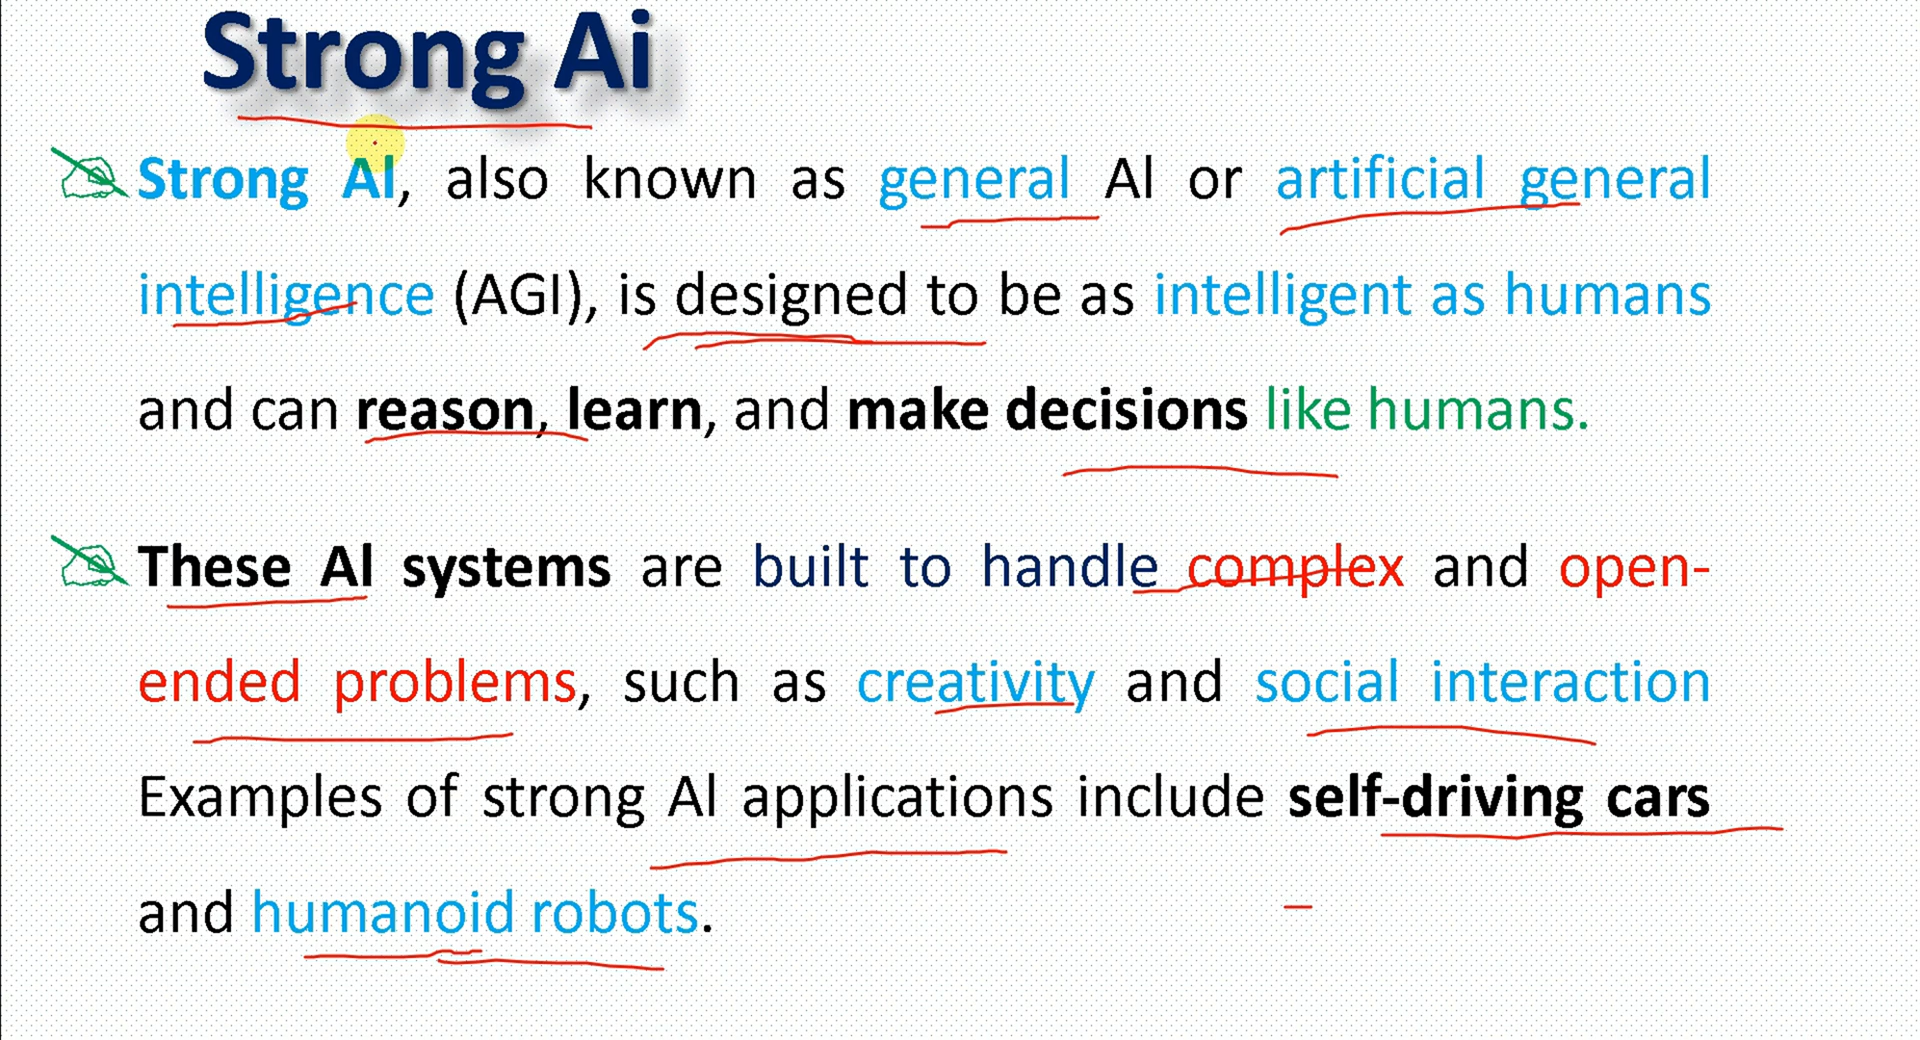 Strong Ai
Strong AI, also known as general AI or artificial general
intelligence (AGI), is designed to be as intelligent as humans
and can reason, learn, and make decisions like humans.
These AI systems are built to handle complex and open-
ended problems, such as creativity and social interaction
Examples of strong AI applications include self-driving cars
and humanoid robots.